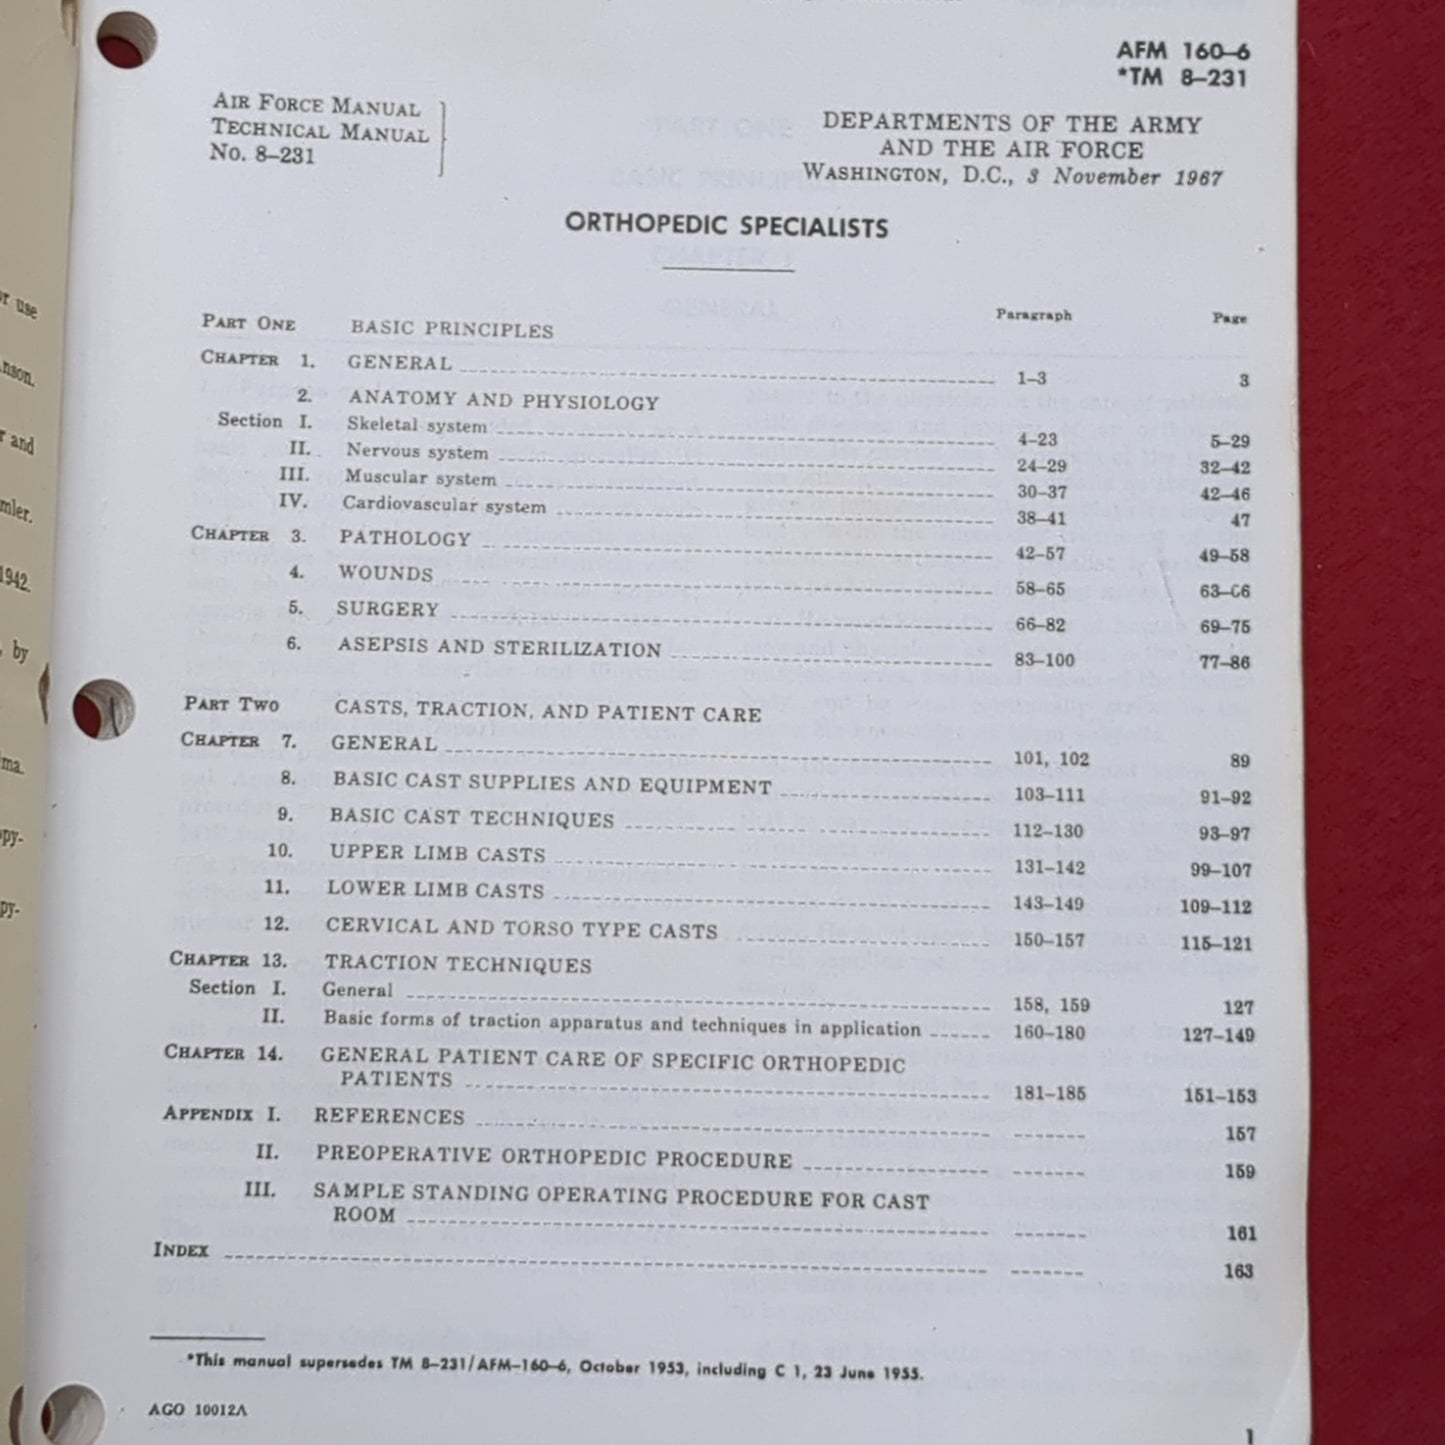 AFM 160–6
*TM 8–231
AIR FORCE MANUAL
TECHNICAL MANUAL
No. 8–231
DEPARTMENTS OF THE ARMY
AND THE AIR FORCE
WASHINGTON, D.C., 3 November 1967
ORTHOPEDIC SPECIALISTS
Paragraph Page
PART ONE BASIC PRINCIPLES
CHAPTER 1. GENERAL 1–3 3
2. ANATOMY AND PHYSIOLOGY
Section I. Skeletal system 4–23 5–29
II. Nervous system 24–29 32–42
III. Muscular system 30–37 42–46
IV. Cardiovascular system 38–41 47
CHAPTER 3. PATHOLOGY 42–57 49–58
4. WOUNDS 58–65 63–66
5. SURGERY 66–82 69–75
6. ASEPSIS AND STERILIZATION 83–100 77–86
PART TWO CASTS, TRACTION, AND PATIENT CARE
CHAPTER 7. GENERAL 101, 102 89
8. BASIC CAST SUPPLIES AND EQUIPMENT 103–111 91–92
9. BASIC CAST TECHNIQUES 112–130 93–97
10. UPPER LIMB CASTS 131–142 99–107
11. LOWER LIMB CASTS 143–149 109–112
12. CERVICAL AND TORSO TYPE CASTS 150–157 115–121
CHAPTER 13. TRACTION TECHNIQUES
Section I. General 158, 159 127
II. Basic forms of traction apparatus and techniques in application 160–180 127–149
CHAPTER 14. GENERAL PATIENT CARE OF SPECIFIC ORTHOPEDIC
PATIENTS 181–185 151–153
APPENDIX I. REFERENCES 157
II. PREOPERATIVE ORTHOPEDIC PROCEDURE 159
III. SAMPLE STANDING OPERATING PROCEDURE FOR CAST
ROOM 161
INDEX 163
*This manual supersedes TM 8–231/AFM–160–6, October 1953, including C 1, 23 June 1955.
AGO 10012A
1
use
and
1942.
by